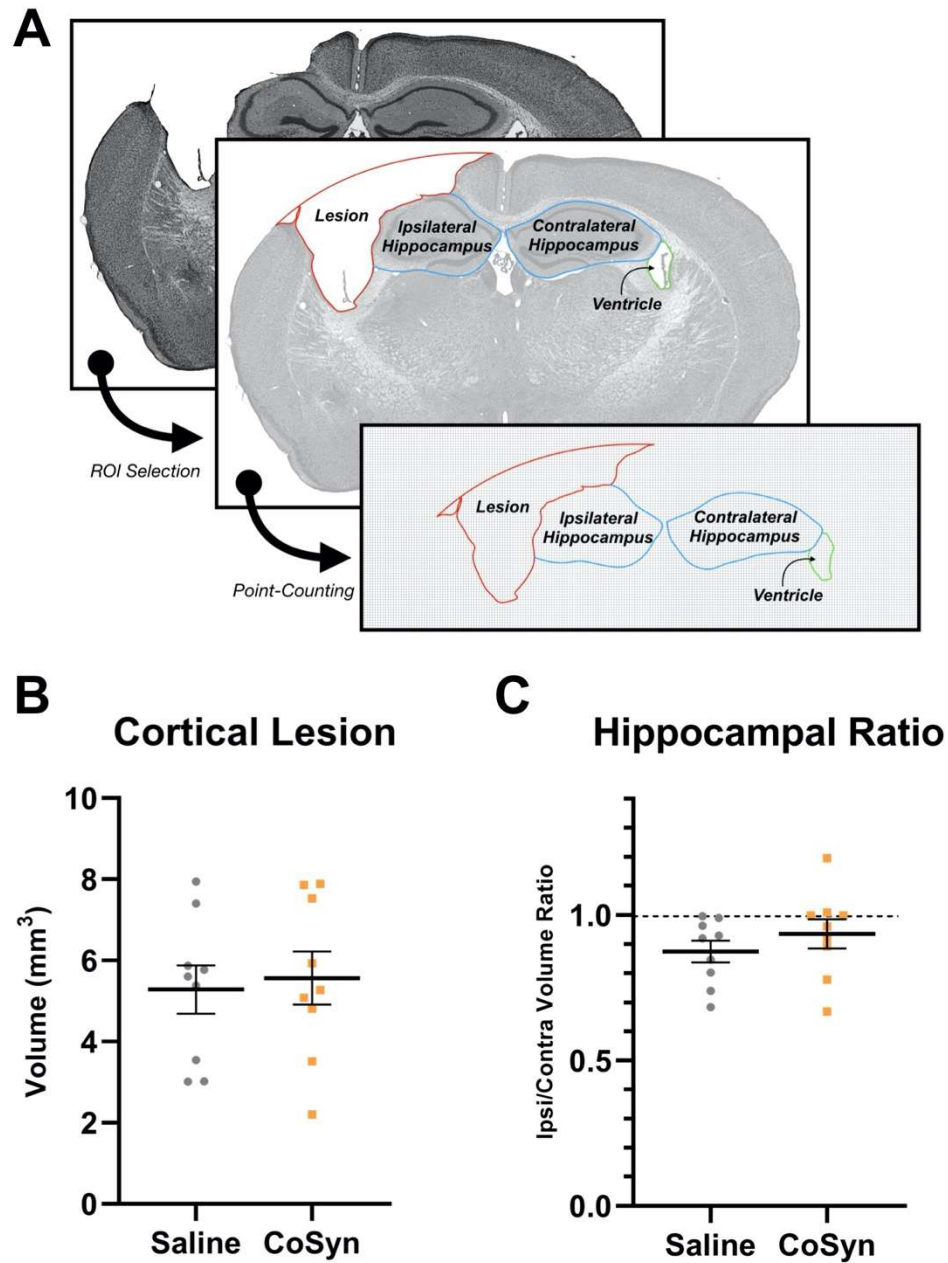 A
Lesion
Ipsilateral
Hippocampus
Contralateral
Hippocampus
Ventricle
ROI Selection
Lesion
Ipsilateral
Hippocampus
Contralateral
Hippocampus
Ventricle
Point-Counting
B
Cortical Lesion
Volume (mm³)
10
8
6
4
2
0
Saline CoSyn
C
Hippocampal Ratio
Ipsi/Contra Volume Ratio
1.0
0.5
0.0
Saline CoSyn